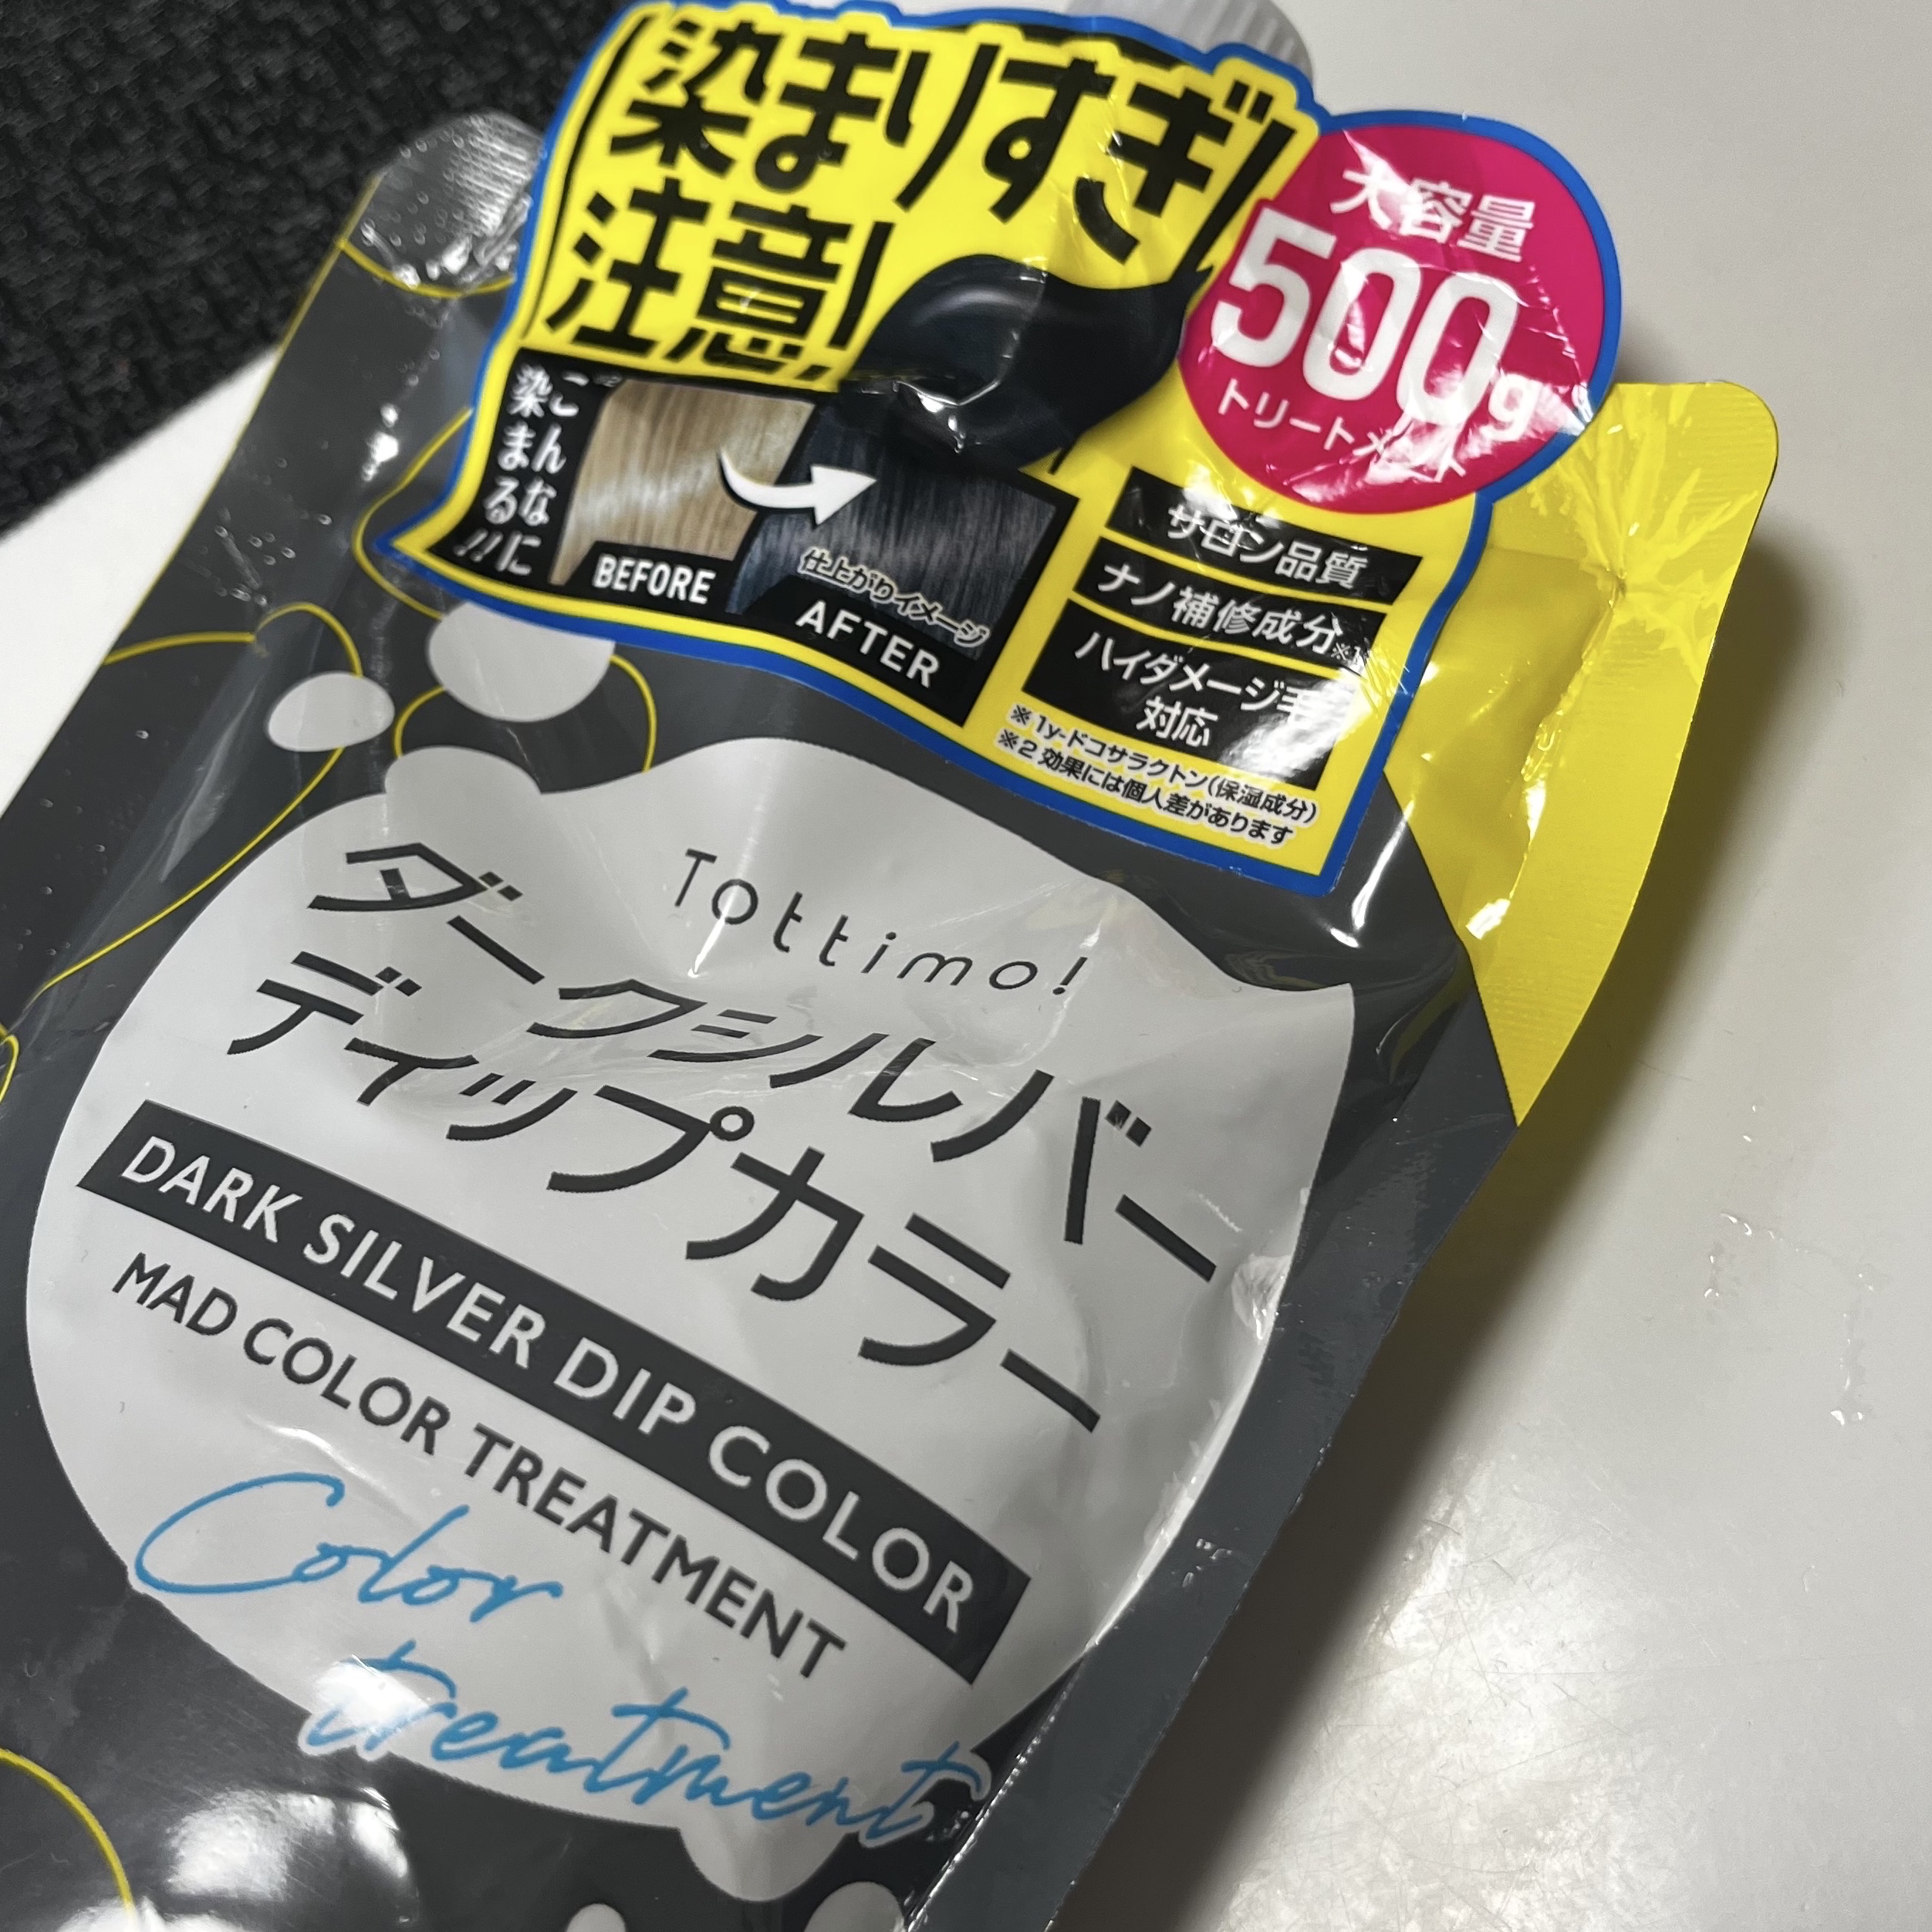 染まりすぎ
注意!
大容量
500g
トリートメント
こんなに
染まる!!
BEFORE
仕上がりイメージ
AFTER
サロン品質
ナノ補修成分※1
ハイダメージ毛
対応
※1γ-ドコサラクトン(保湿成分)
※2 効果には個人差があります
Tottimo!
ダークシルバー
ディップカラー
DARK SILVER DIP COLOR
MAD COLOR TREATMENT
Color
treatment